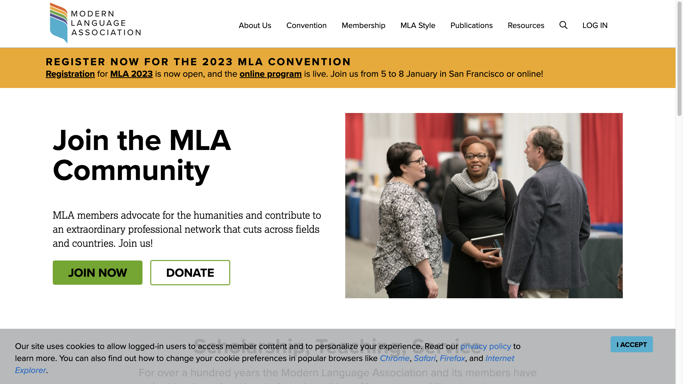 MODERN
LANGUAGE
ASSOCIATION
About Us Convention Membership MLA Style Publications Resources LOG IN
REGISTER NOW FOR THE 2023 MLA CONVENTION
Registration for MLA 2023 is now open, and the online program is live. Join us from 5 to 8 January in San Francisco or online!
Join the MLA
Community
MLA members advocate for the humanities and contribute to
an extraordinary professional network that cuts across fields
and countries. Join us!
JOIN NOW DONATE
Scholarship, Teaching, Service
Our site uses cookies to allow logged-in users to access member content and to personalize your experience. Read our privacy policy to
learn more. You can also find out how to change your cookie preferences in popular browsers like Chrome, Safari, Firefox, and Internet
Explorer.
I ACCEPT
For over a hundred years the Modern Language Association and its members have